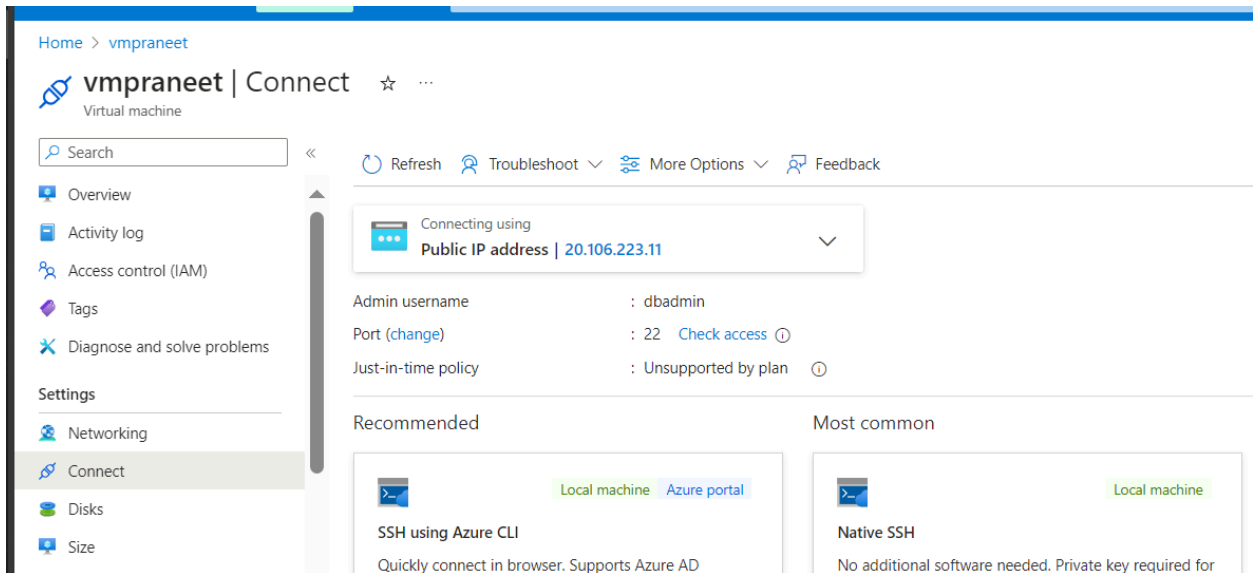 Home > vmpraneet
vmpraneet | Connect
Virtual machine
Search
Overview
Activity log
Access control (IAM)
Tags
Diagnose and solve problems
Settings
Networking
Connect
Disks
Size
Refresh Troubleshoot More Options Feedback
Connecting using
Public IP address | 20.106.223.11
Admin username : dbadmin
Port (change) : 22 Check access
Just-in-time policy : Unsupported by plan
Recommended
Local machine Azure portal
SSH using Azure CLI
Quickly connect in browser. Supports Azure AD
Most common
Local machine
Native SSH
No additional software needed. Private key required for